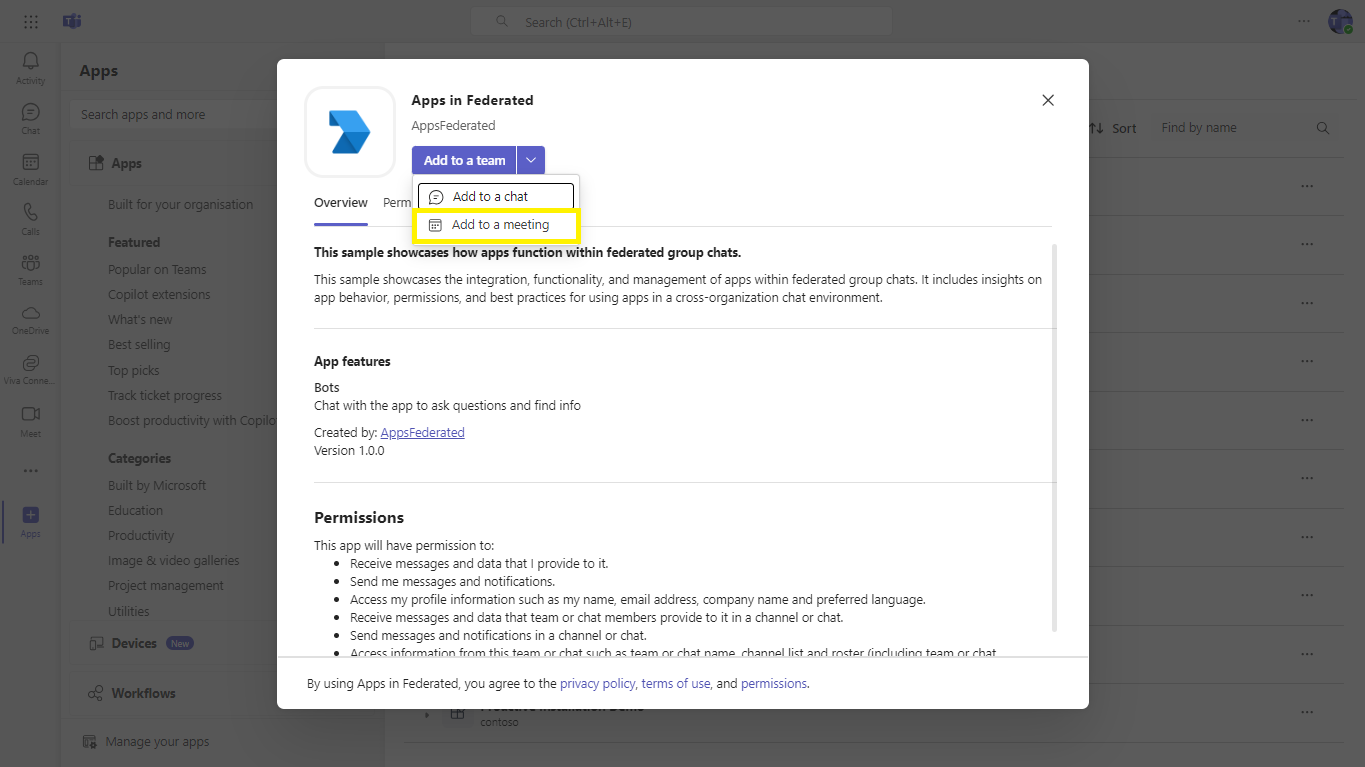 Search (Ctrl+Alt+E)
Activity
Chat
Calendar
Calls
Teams
OneDrive
Viva Conne...
Meet
Apps
Apps
Search apps and more
Apps
Built for your organisation
Featured
Popular on Teams
Copilot extensions
What's new
Best selling
Top picks
Track ticket progress
Boost productivity with Copilo
Categories
Built by Microsoft
Education
Productivity
Image & video galleries
Project management
Utilities
Devices New
Workflows
Manage your apps
Sort
Find by name
Apps in Federated
AppsFederated
Add to a team
Add to a chat
Add to a meeting
Overview Perm
This sample showcases how apps function within federated group chats.
This sample showcases the integration, functionality, and management of apps within federated group chats. It includes insights on
app behavior, permissions, and best practices for using apps in a cross-organization chat environment.
App features
Bots
Chat with the app to ask questions and find info
Created by: AppsFederated
Version 1.0.0
Permissions
This app will have permission to:
Receive messages and data that I provide to it.
Send me messages and notifications.
Access my profile information such as my name, email address, company name and preferred language.
Receive messages and data that team or chat members provide to it in a channel or chat.
Send messages and notifications in a channel or chat.
Access information from this team or chat such as team or chat name, channel list and roster (including team or chat
By using Apps in Federated, you agree to the privacy policy, terms of use, and permissions.
Proactive Installation Demo
contoso